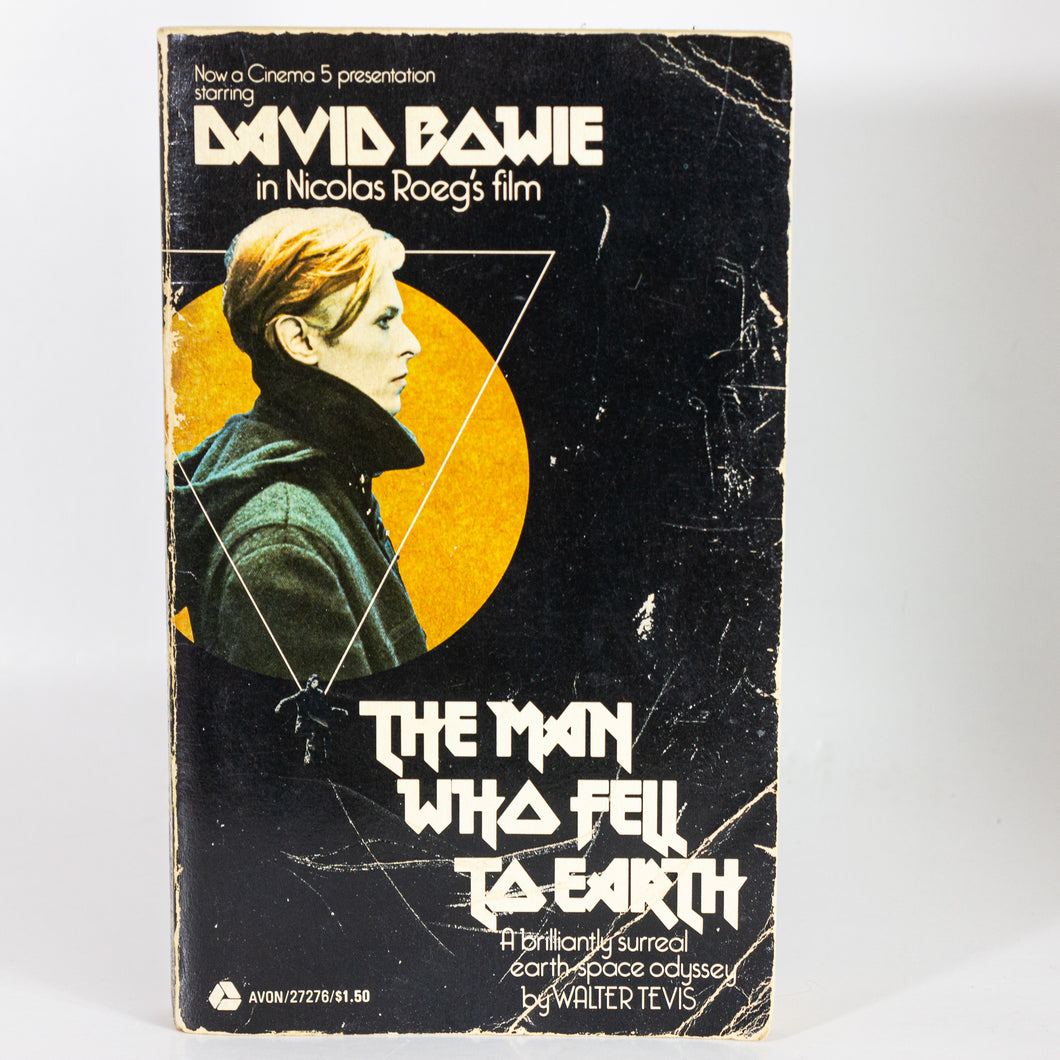 Now a Cinema 5 presentation
starring
DAVID BOWIE
in Nicolas Roeg's film
THE MAN
WHO FELL
TO EARTH
A brilliantly surreal
earth-space odyssey
by WALTER TEVIS
AVON/27276/$1.50